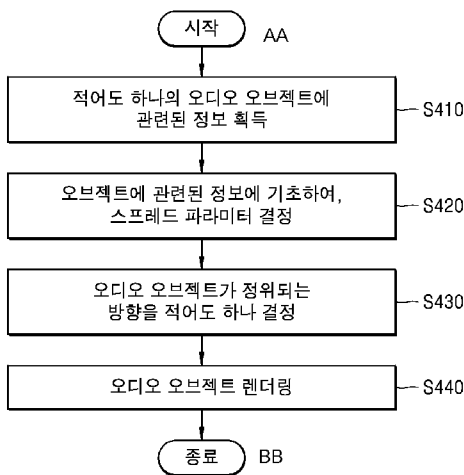 시작 AA
적어도 하나의 오디오 오브젝트에
관련된 정보 획득
S410
오브젝트에 관련된 정보에 기초하여,
스프레드 파라미터 결정
S420
오디오 오브젝트가 정위되는
방향을 적어도 하나 결정
S430
오디오 오브젝트 렌더링
S440
종료 BB